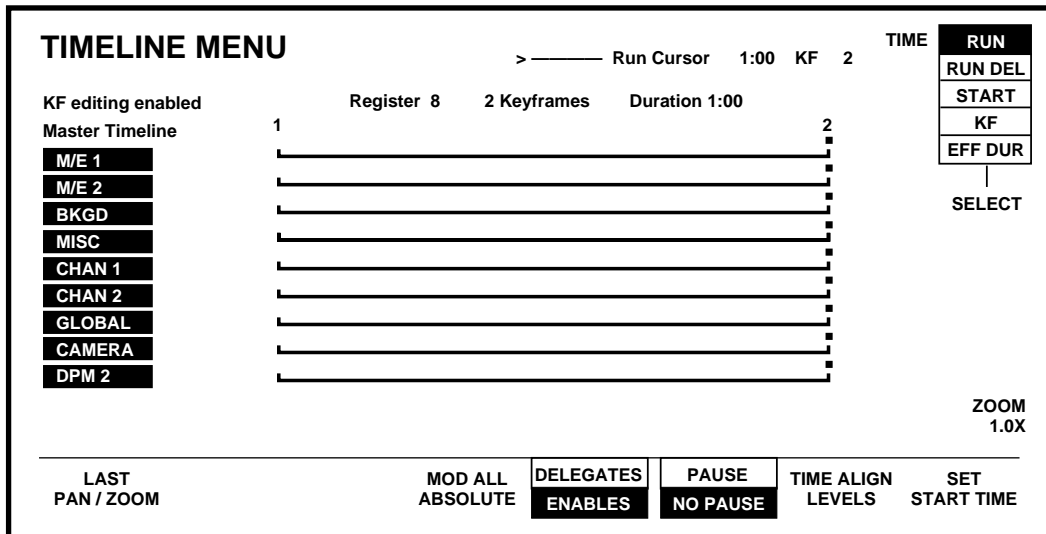 TIMELINE MENU
> ———— Run Cursor 1:00 KF 2
TIME
RUN
RUN DEL
START
KF
EFF DUR
SELECT
KF editing enabled
Register 8 2 Keyframes Duration 1:00
Master Timeline
1 2
M/E 1
M/E 2
BKGD
MISC
CHAN 1
CHAN 2
GLOBAL
CAMERA
DPM 2
ZOOM
1.0X
LAST
PAN / ZOOM
MOD ALL
ABSOLUTE
DELEGATES
ENABLES
PAUSE
NO PAUSE
TIME ALIGN
LEVELS
SET
START TIME